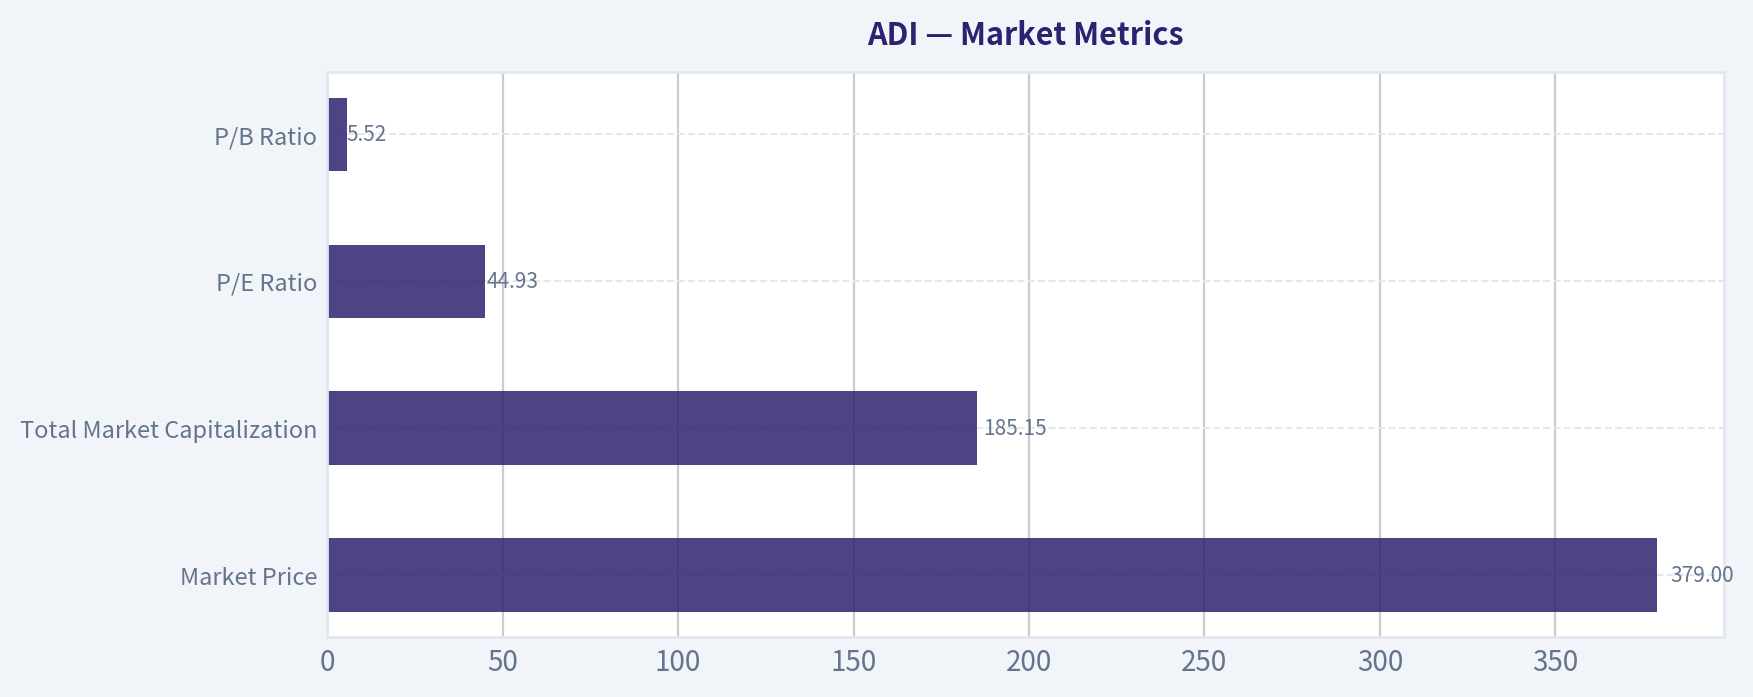 ADI — Market Metrics
P/B Ratio
5.52
P/E Ratio
44.93
Total Market Capitalization
185.15
Market Price
379.00
0 50 100 150 200 250 300 350